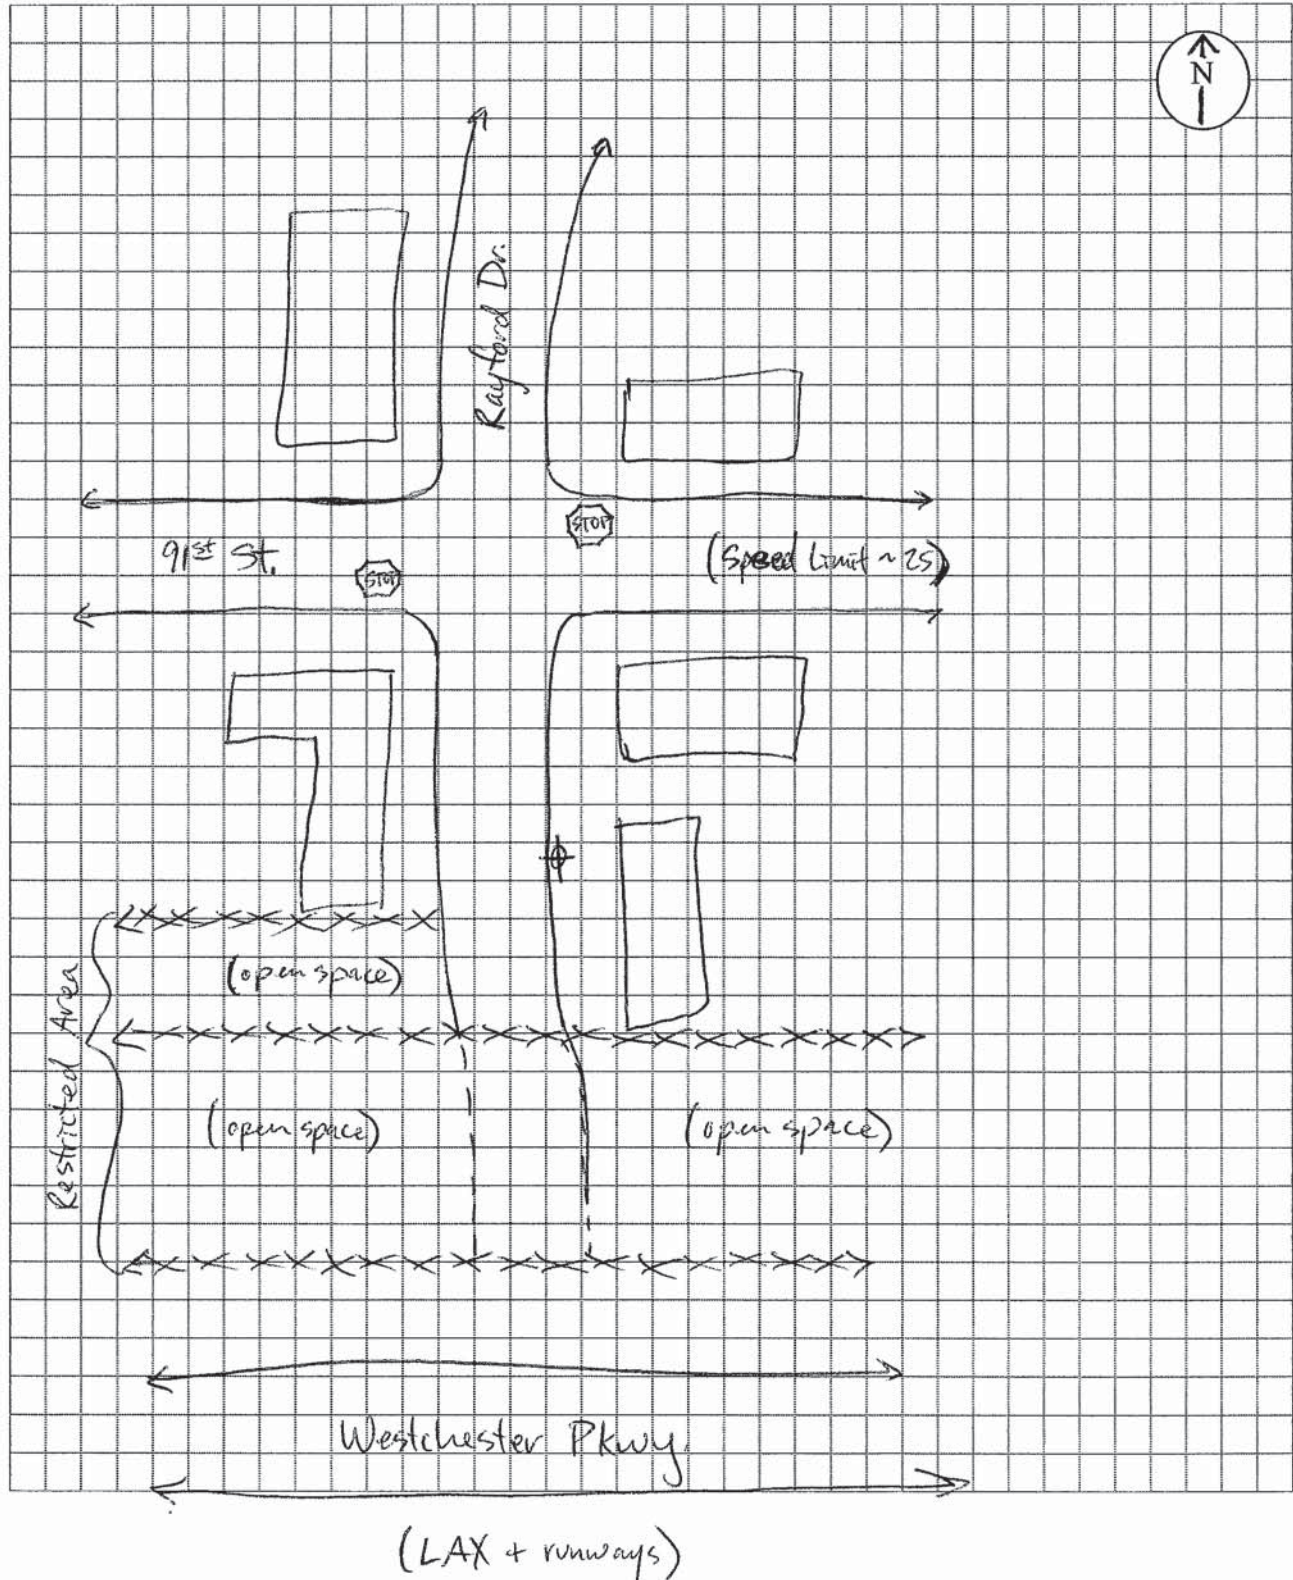 N
Rayford Dr.
STOP
91st St.
STOP
(Speed Limit ~ 25)
(open space)
Restricted Area
(open space)
(open space)
Westchester Pkwy.
(LAX + runways)